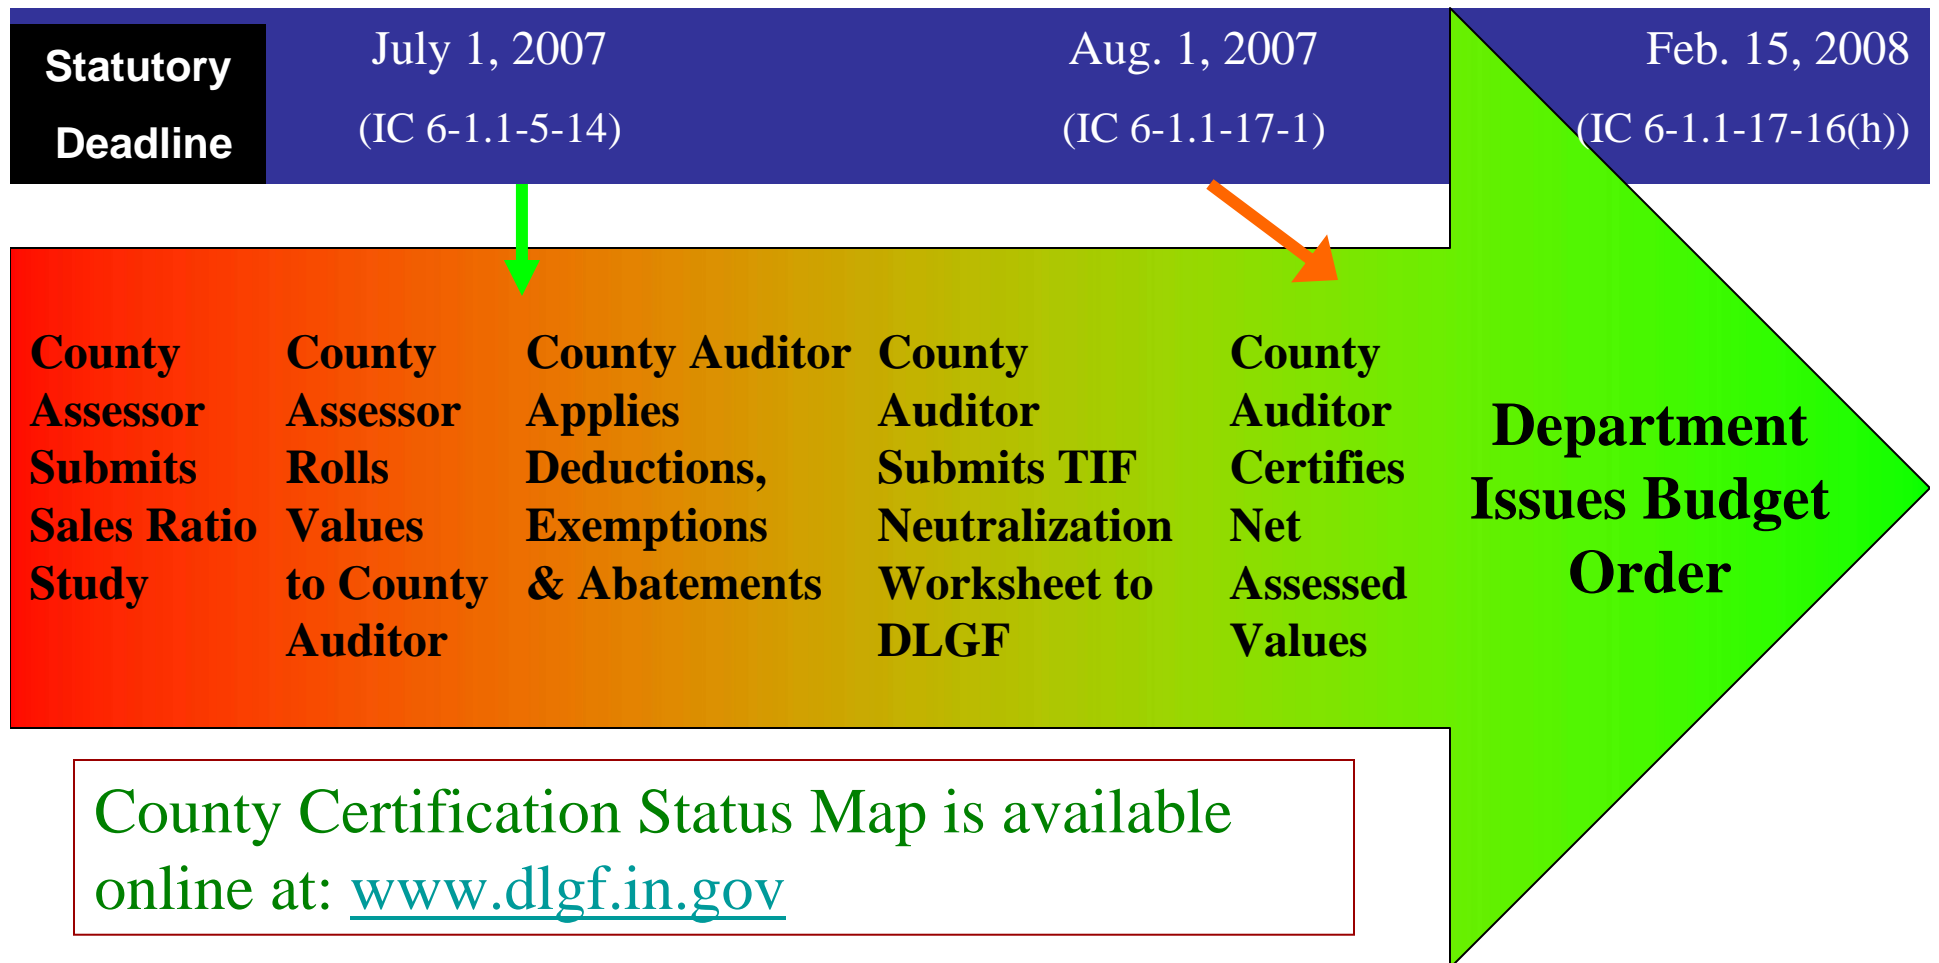 Statutory
Deadline
July 1, 2007
(IC 6-1.1-5-14)
Aug. 1, 2007
(IC 6-1.1-17-1)
Feb. 15, 2008
(IC 6-1.1-17-16(h))
County
Assessor
Submits
Sales Ratio
Study
County
Assessor
Rolls
Values
to County
Auditor
County Auditor
Applies
Deductions,
Exemptions
& Abatements
County
Auditor
Submits TIF
Neutralization
Worksheet to
DLGF
County
Auditor
Certifies
Net
Assessed
Values
Department
Issues Budget
Order
County Certification Status Map is available
online at: www.dlgf.in.gov